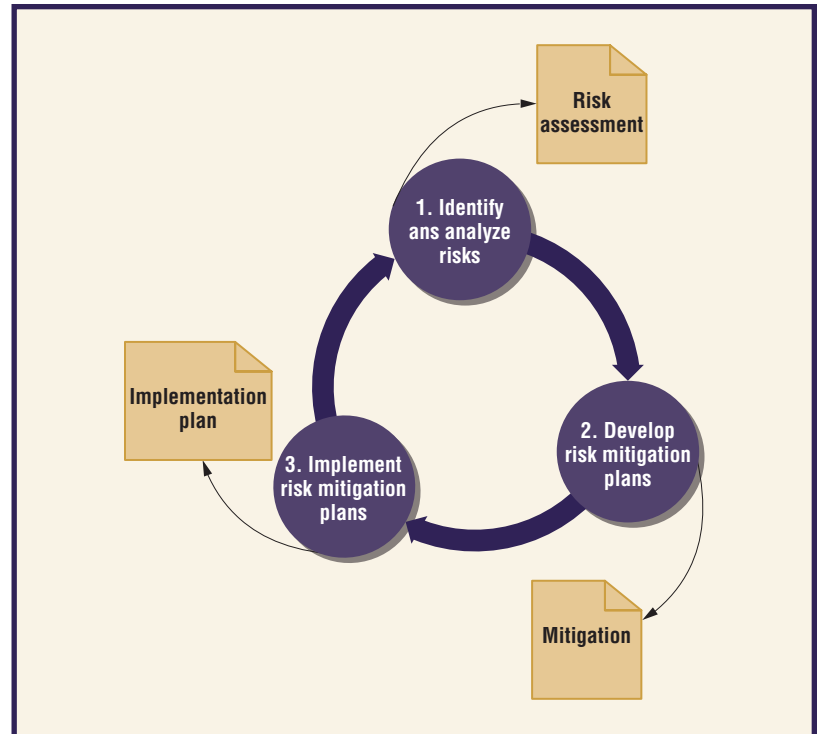 Risk
assessment
1. Identify
ans analyze
risks
Implementation
plan
2. Develop
risk mitigation
plans
3. Implement
risk mitigation
plans
Mitigation